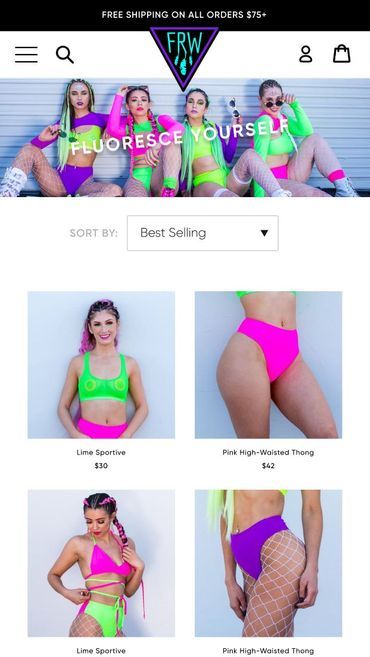 FREE SHIPPING ON ALL ORDERS $75+
FRW
FLUORESCE YOURSELF
SORT BY: Best Selling
Lime Sportive
$30
Pink High-Waisted Thong
$42
Lime Sportive
Pink High-Waisted Thong